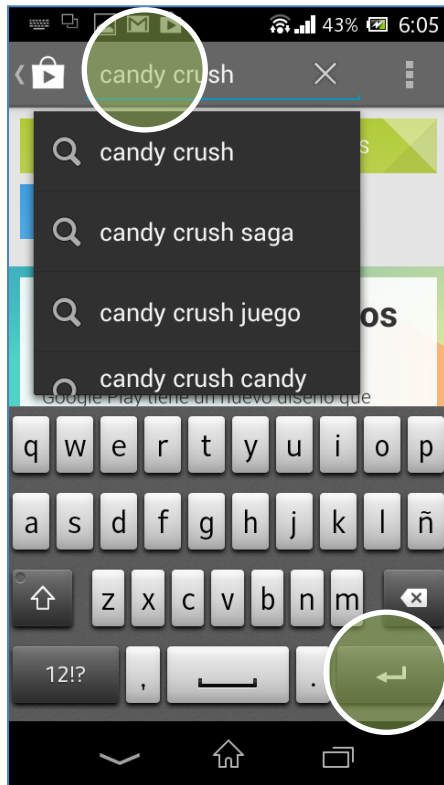 43% 6:05
candy crush
S
candy crush
candy crush saga
candy crush juego
os
candy crush candy
Google Play tiene un nuevo diseño que
q w e r t y u i o p
a s d f g h j k l ñ
z x c v b n m
12!? , .